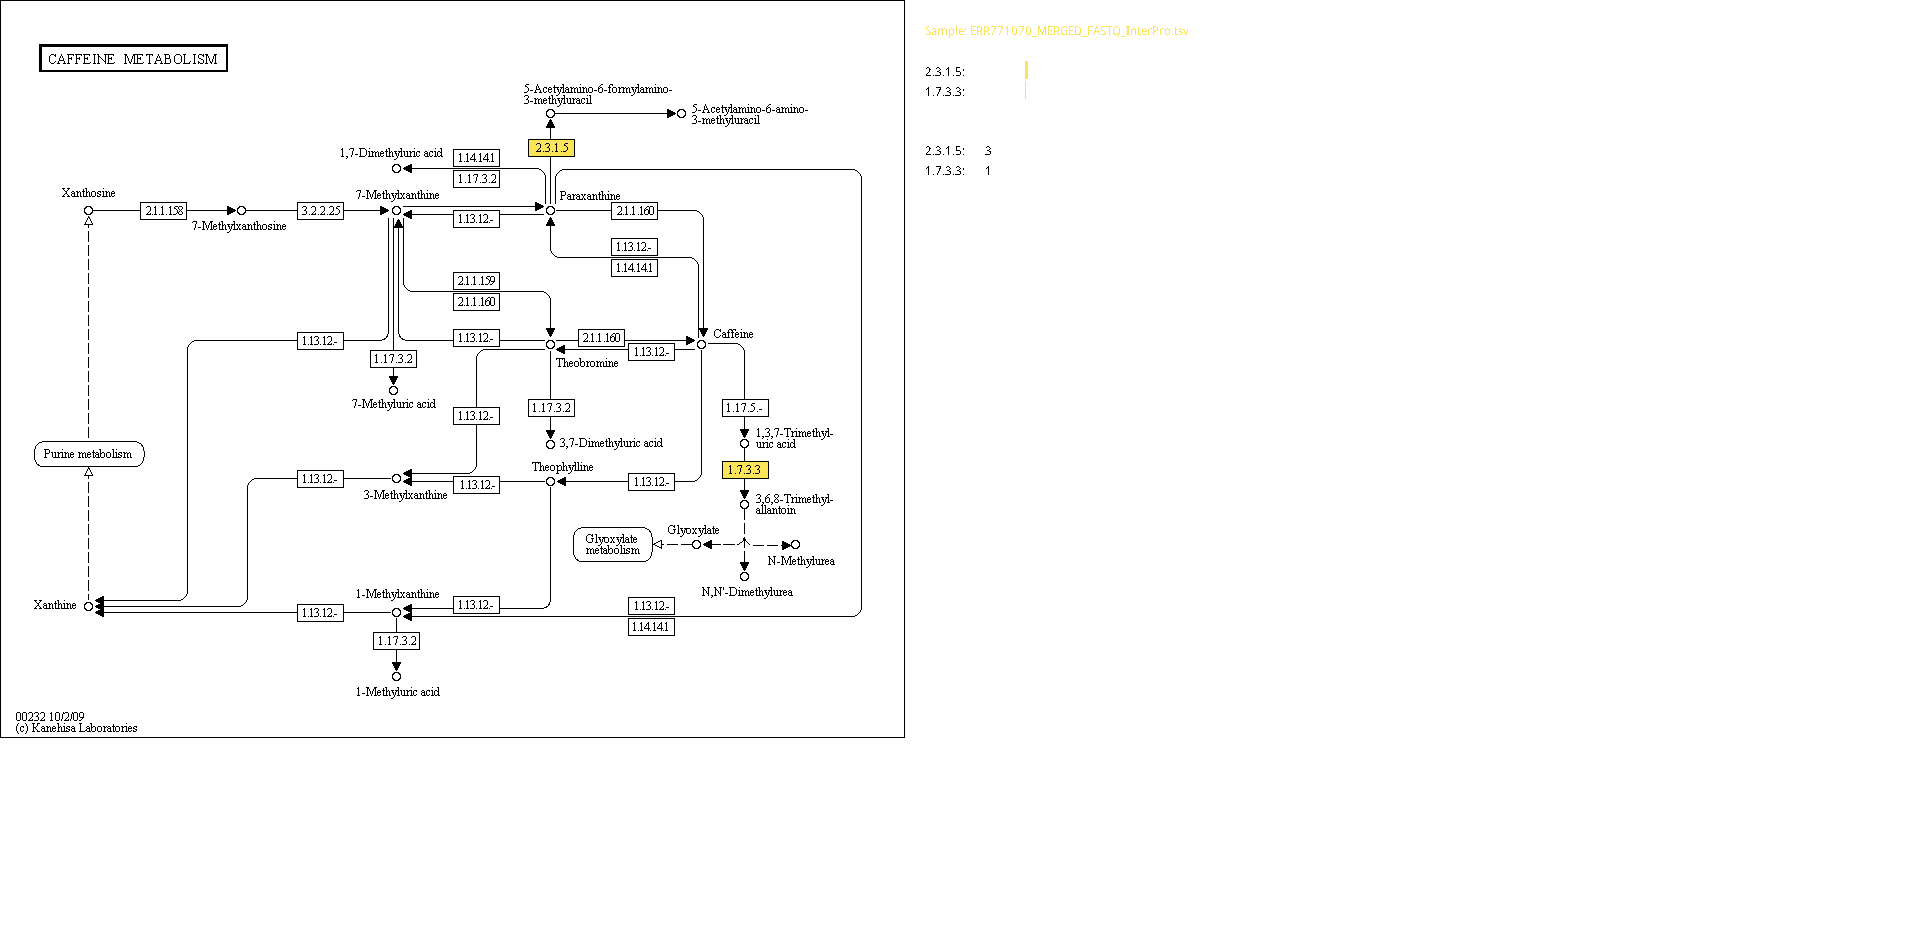 Sample: ERR771070_MERGED_FASTQ_InterPro.tsv
CAFFEINE METABOLISM
2.3.1.5:
1.7.3.3:
5-Acetylamino-6-formylamino-
3-methyluracil
5-Acetylamino-6-amino-
3-methyluracil
2.3.1.5
2.3.1.5: 3
1.7.3.3: 1
1,7-Dimethyluric acid
1.14.14.1
1.17.3.2
Xanthosine
7-Methylxanthine
Paraxanthine
2.1.1.158
3.2.2.25
1.13.12.-
2.1.1.160
7-Methylxanthosine
1.13.12.-
1.14.14.1
2.1.1.159
2.1.1.160
1.13.12.-
1.13.12.-
2.1.1.160
Caffeine
1.13.12.-
1.17.3.2
Theobromine
7-Methyluric acid
1.13.12.-
1.17.3.2
1.17.5.-
3,7-Dimethyluric acid
1,3,7-Trimethyl-
uric acid
Purine metabolism
Theophylline
1.7.3.3
1.13.12.-
1.13.12.-
1.13.12.-
3-Methylxanthine
3,6,8-Trimethyl-
allantoin
Glyoxylate
Glyoxylate
metabolism
N-Methylurea
N,N'-Dimethylurea
Xanthine
1-Methylxanthine
1.13.12.-
1.13.12.-
1.13.12.-
1.14.14.1
1.17.3.2
1-Methyluric acid
00232 10/2/09
(c) Kanehisa Laboratories